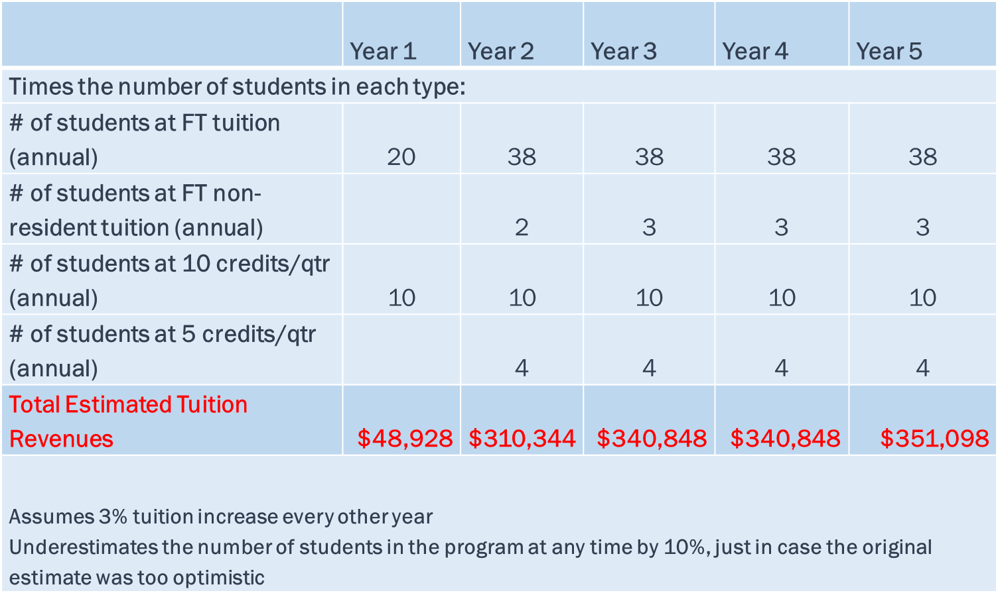 Year 1 Year 2 Year 3 Year 4 Year 5
Times the number of students in each type:
# of students at FT tuition
(annual) 20 38 38 38 38
# of students at FT non-
resident tuition (annual) 2 3 3 3
# of students at 10 credits/qtr
(annual) 10 10 10 10 10
# of students at 5 credits/qtr
(annual) 4 4 4 4
Total Estimated Tuition
Revenues $48,928 $310,344 $340,848 $340,848 $351,098
Assumes 3% tuition increase every other year
Underestimates the number of students in the program at any time by 10%, just in case the original
estimate was too optimistic